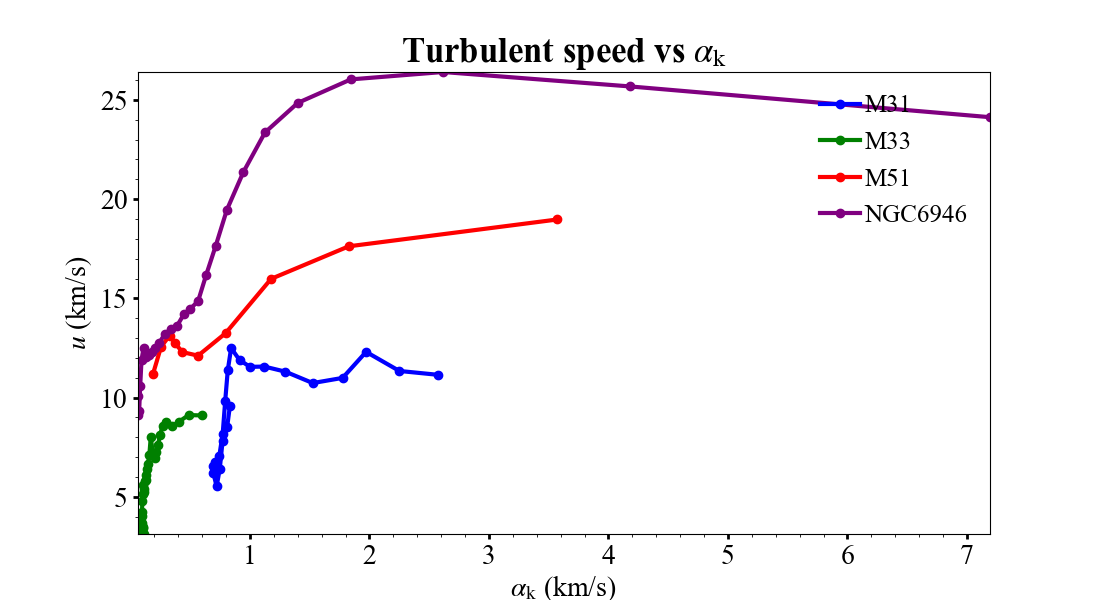 Turbulent speed vs αk
25
20
15
10
5
u (km/s)
M31
M33
M51
NGC6946
1 2 3 4 5 6 7
αk (km/s)